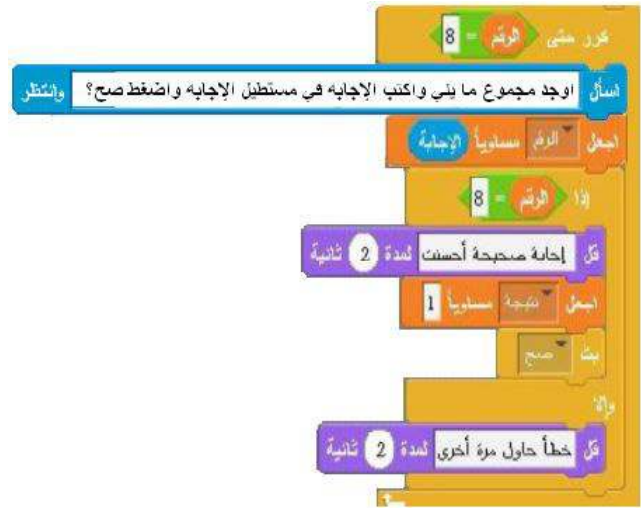 كرر حتى الرقم = 8
اسأل اوجد مجموع ما يلي واكتب الإجابه في مستطيل الإجابه واضغط صح؟ وانتظر
اجعل الرقم مساوياً الإجابة
إذا الرقم = 8
قل إجابة صحيحة أحسنت لمدة 2 ثانية
اجعل نتيجة مساوياً 1
بث صح
وإلا
قل خطأ حاول مرة أخرى لمدة 2 ثانية